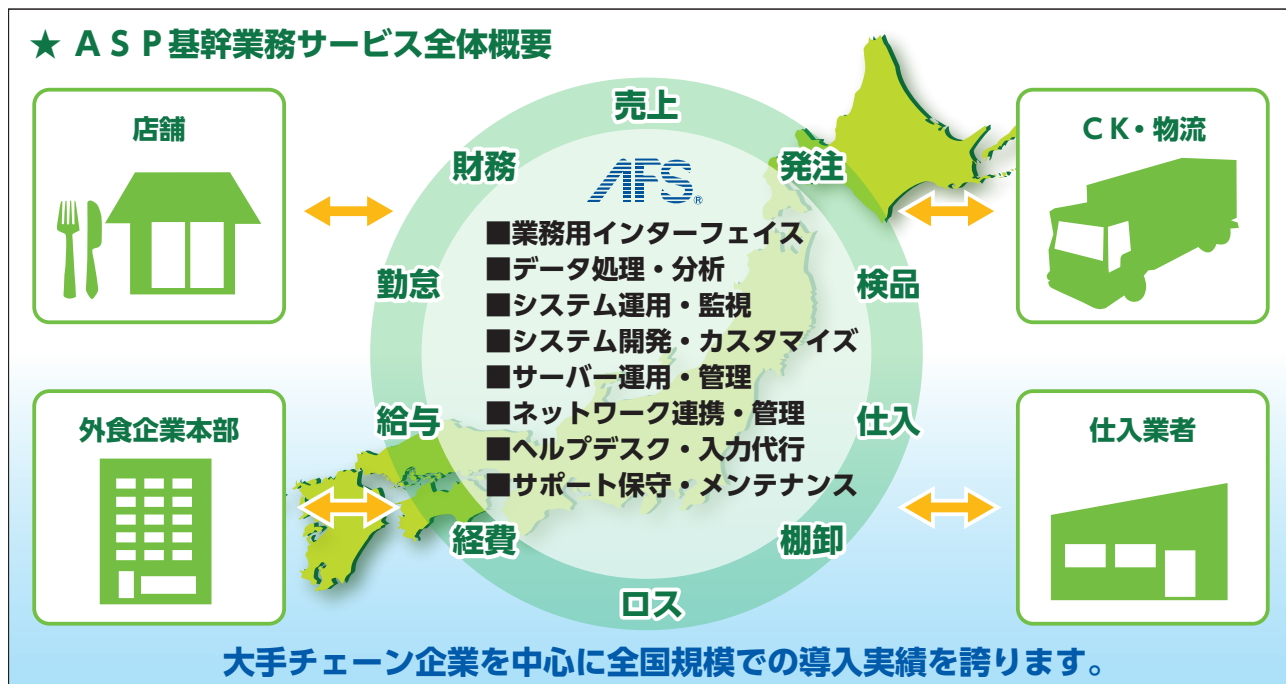 ★ ＡＳＰ基幹業務サービス全体概要
店舗
外食企業本部
売上
財務
発注
勤怠
検品
給与
仕入
経費
棚卸
ロス
AFS®
■業務用インターフェイス
■データ処理・分析
■システム運用・監視
■システム開発・カスタマイズ
■サーバー運用・管理
■ネットワーク連携・管理
■ヘルプデスク・入力代行
■サポート保守・メンテナンス
ＣＫ・物流
仕入業者
大手チェーン企業を中心に全国規模での導入実績を誇ります。